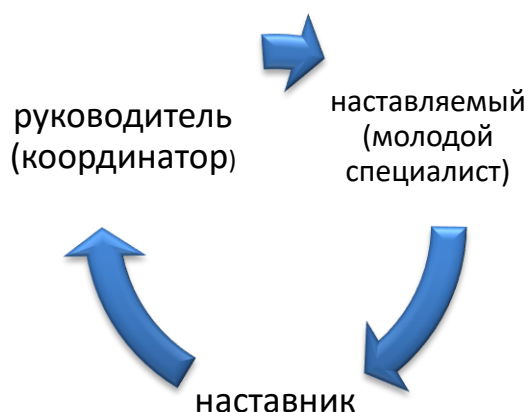 руководитель
(координатор)
наставляемый
(молодой
специалист)
наставник